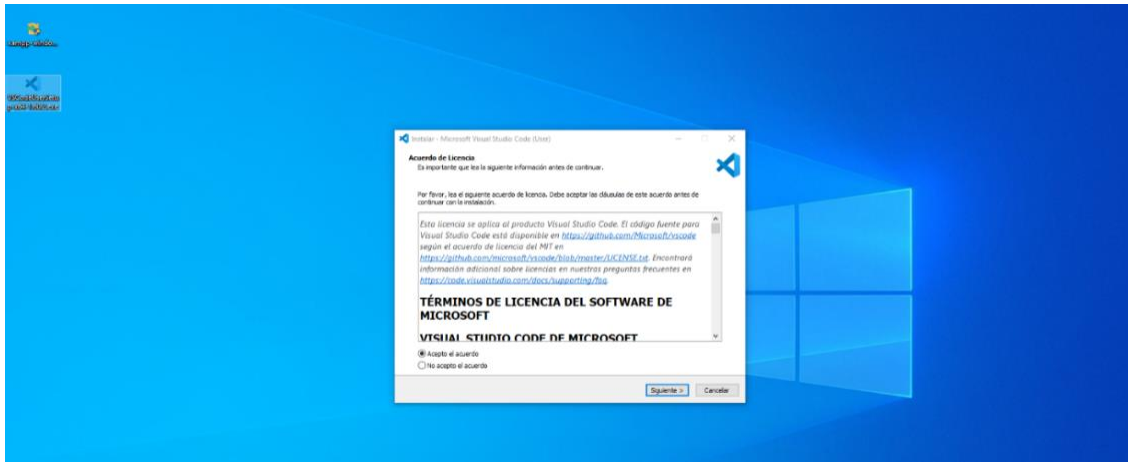 xampp-window...
Instalar - Microsoft Visual Studio Code (User)
Acuerdo de Licencia
Es importante que lea la siguiente información antes de continuar.
Por favor, lea el siguiente acuerdo de licencia. Debe aceptar las cláusulas de este acuerdo antes de
continuar con la instalación.
Esta licencia se aplica al producto Visual Studio Code. El código fuente para
Visual Studio Code está disponible en https://github.com/Microsoft/vscode
según el acuerdo de licencia del MIT en
https://github.com/microsoft/vscode/blob/master/LICENSE.txt. Encontrará
información adicional sobre licencias en nuestras preguntas frecuentes en
https://code.visualstudio.com/docs/supporting/faq.
TÉRMINOS DE LICENCIA DEL SOFTWARE DE
MICROSOFT
VISUAL STUDIO CODE DE MICROSOFT
Acepto el acuerdo
No acepto el acuerdo
Siguiente >
Cancelar